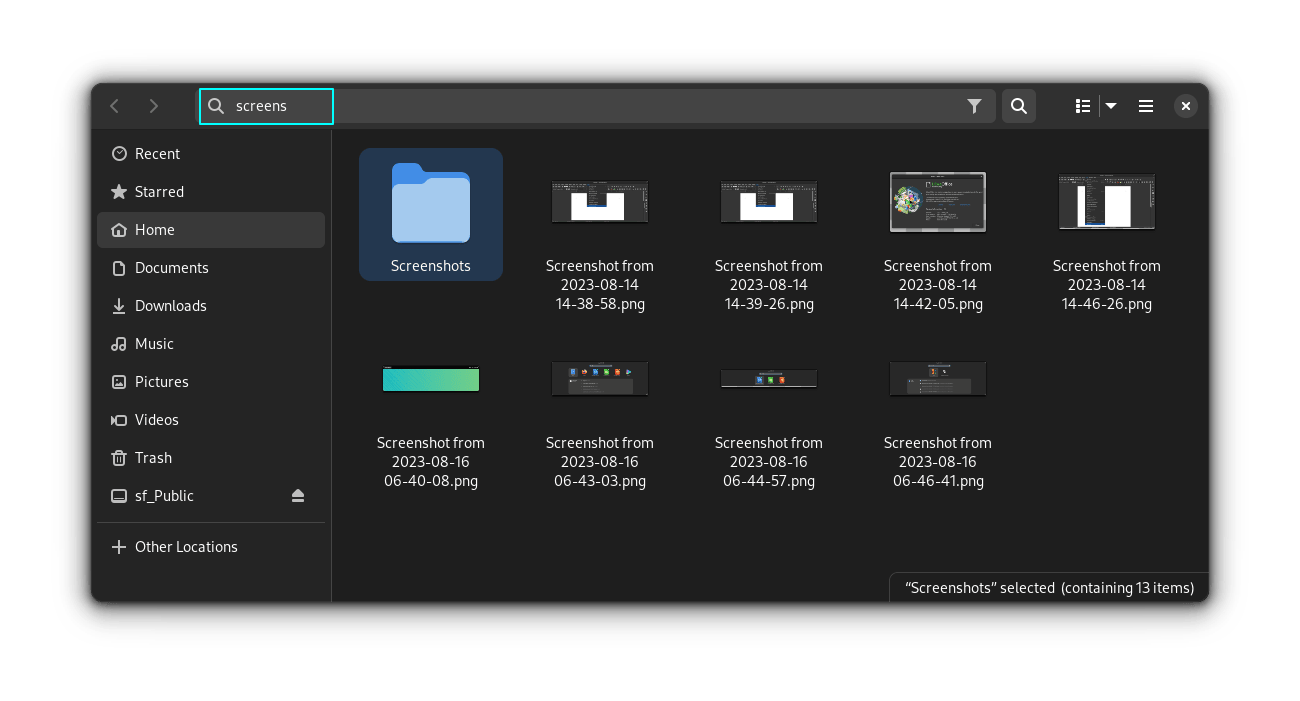 screens
Recent
Starred
Home
Documents
Downloads
Music
Pictures
Videos
Trash
sf_Public
Other Locations
Screenshots
Screenshot from
2023-08-14
14-38-58.png
Screenshot from
2023-08-14
14-39-26.png
Screenshot from
2023-08-14
14-42-05.png
Screenshot from
2023-08-14
14-46-26.png
Screenshot from
2023-08-16
06-40-08.png
Screenshot from
2023-08-16
06-43-03.png
Screenshot from
2023-08-16
06-44-57.png
Screenshot from
2023-08-16
06-46-41.png
“Screenshots” selected (containing 13 items)